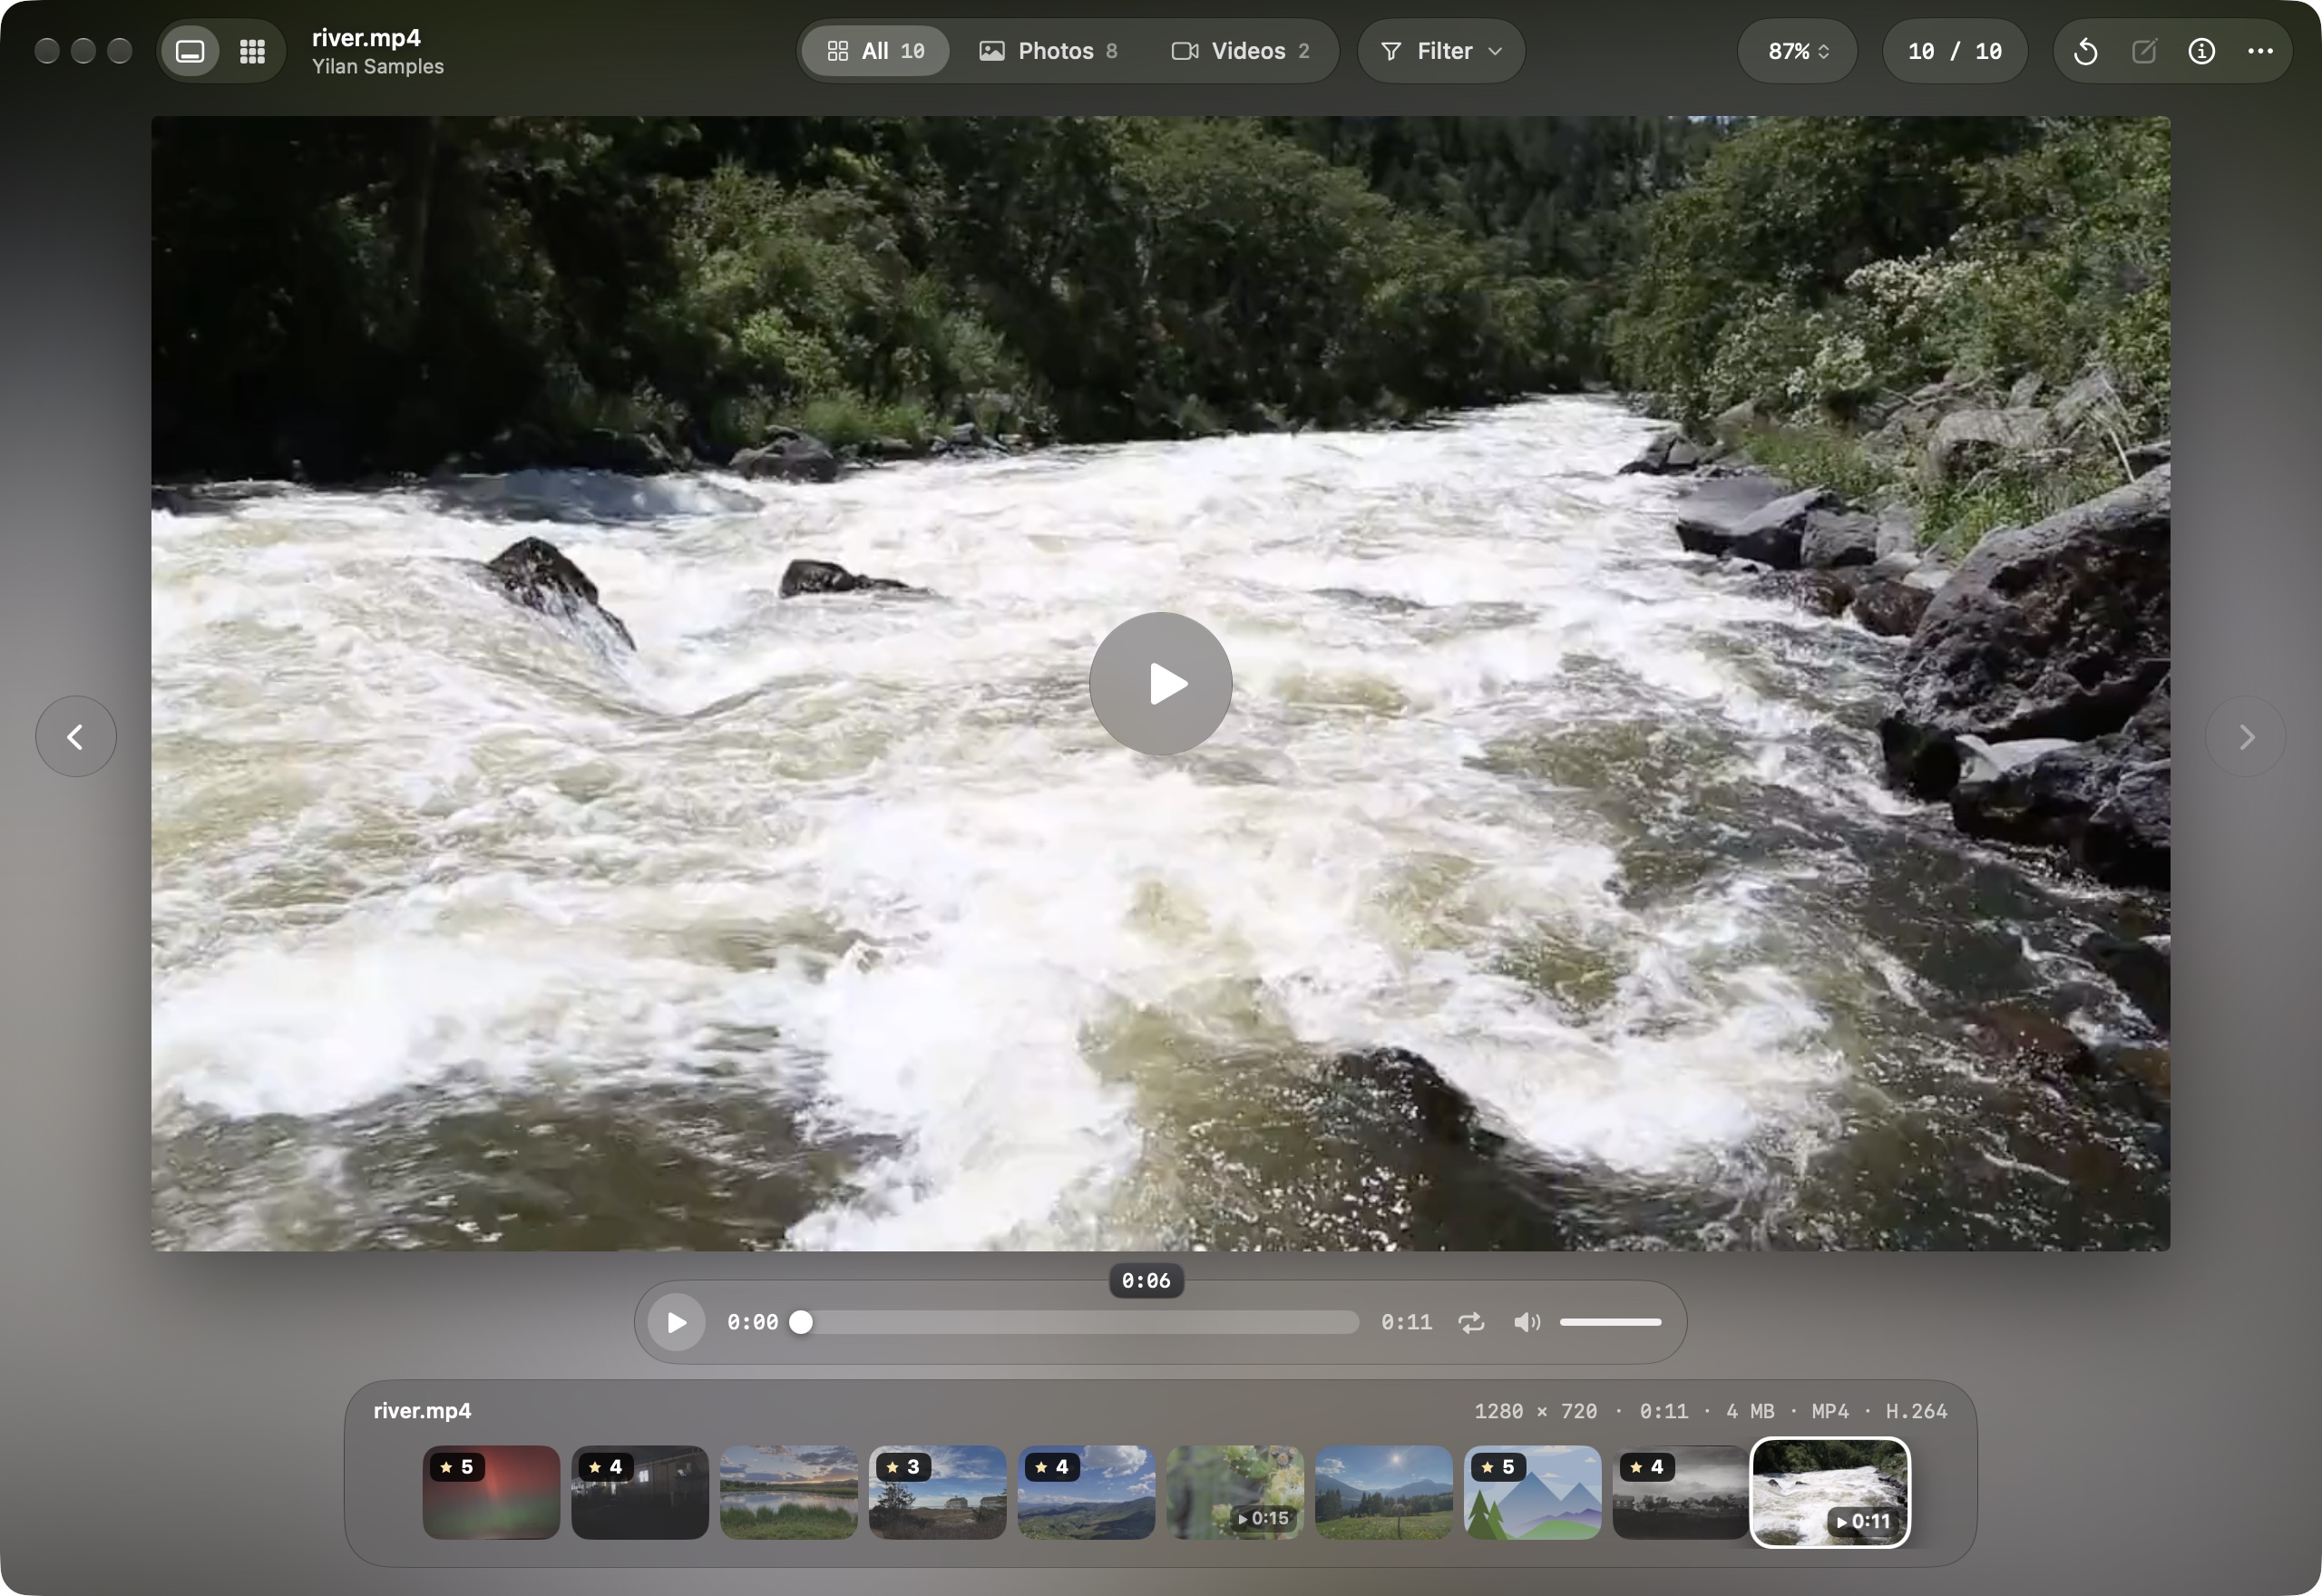 river.mp4
Yilan Samples
All 10
Photos 8
Videos 2
Filter
87%
10 / 10
0:06
0:00
0:11
river.mp4
1280 × 720 · 0:11 · 4 MB · MP4 · H.264
5
4
3
4
0:15
5
4
0:11